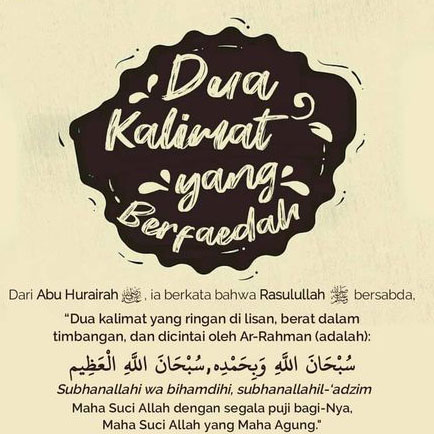 Dua
Kalimat
yang
Berfaedah
Dari Abu Hurairah رضي الله عنه, ia berkata bahwa Rasulullah ﷺ bersabda,
“Dua kalimat yang ringan di lisan, berat dalam
timbangan, dan dicintai oleh Ar-Rahman (adalah):
سُبْحَانَ اللَّهِ وَبِحَمْدِهِ,سُبْحَانَ اللَّهِ الْعَظِيمِ
Subhanallahi wa bihamdihi, subhanallahil-‘adzim
Maha Suci Allah dengan segala puji bagi-Nya,
Maha Suci Allah yang Maha Agung.”